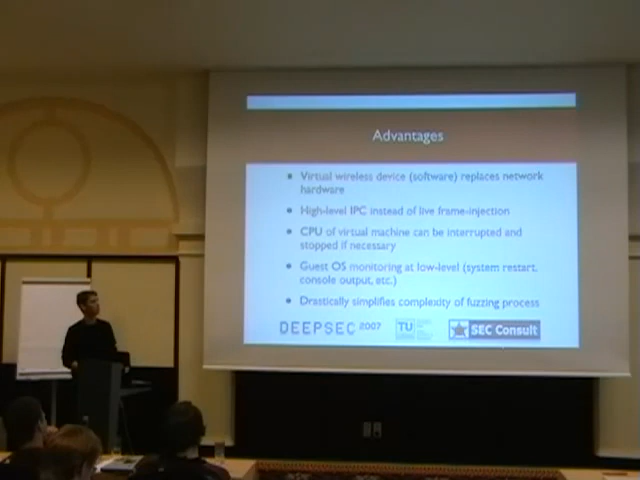 Advantages
Virtual wireless device (software) replaces network
hardware
High-level IPC instead of live frame-injection
CPU of virtual machine can be interrupted and
stopped if necessary
Guest OS monitoring at low-level (system restart,
console output, etc.)
Drastically simplifies complexity of fuzzing process
DEEPSEC 2007
TU
SEC Consult